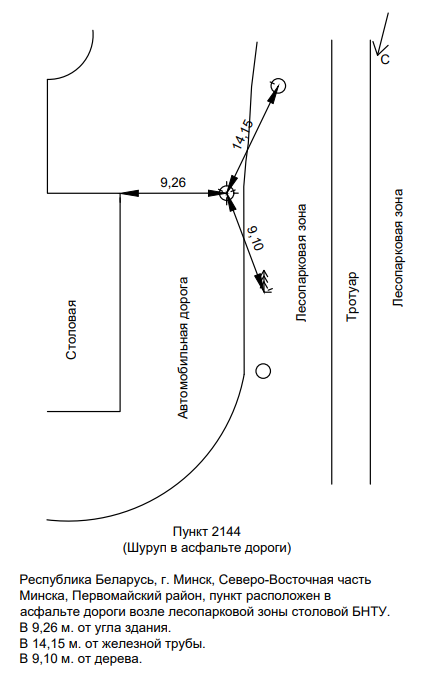 С
14,15
9,26
9,10
Столовая
Автомобильная дорога
Лесопарковая зона
Тротуар
Лесопарковая зона
Пункт 2144
(Шуруп в асфальте дороги)
Республика Беларусь, г. Минск, Северо-Восточная часть
Минска, Первомайский район, пункт расположен в
асфальте дороги возле лесопарковой зоны столовой БНТУ.
В 9,26 м. от угла здания.
В 14,15 м. от железной трубы.
В 9,10 м. от дерева.